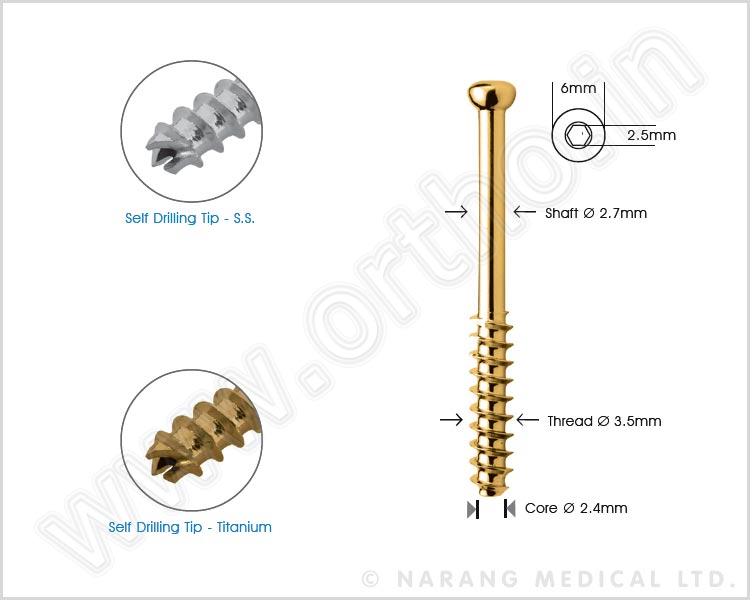 6mm
2.5mm
Self Drilling Tip - S.S.
Shaft Ø 2.7mm
Thread Ø 3.5mm
Self Drilling Tip - Titanium
Core Ø 2.4mm
www.ortho.in
© NARANG MEDICAL LTD.